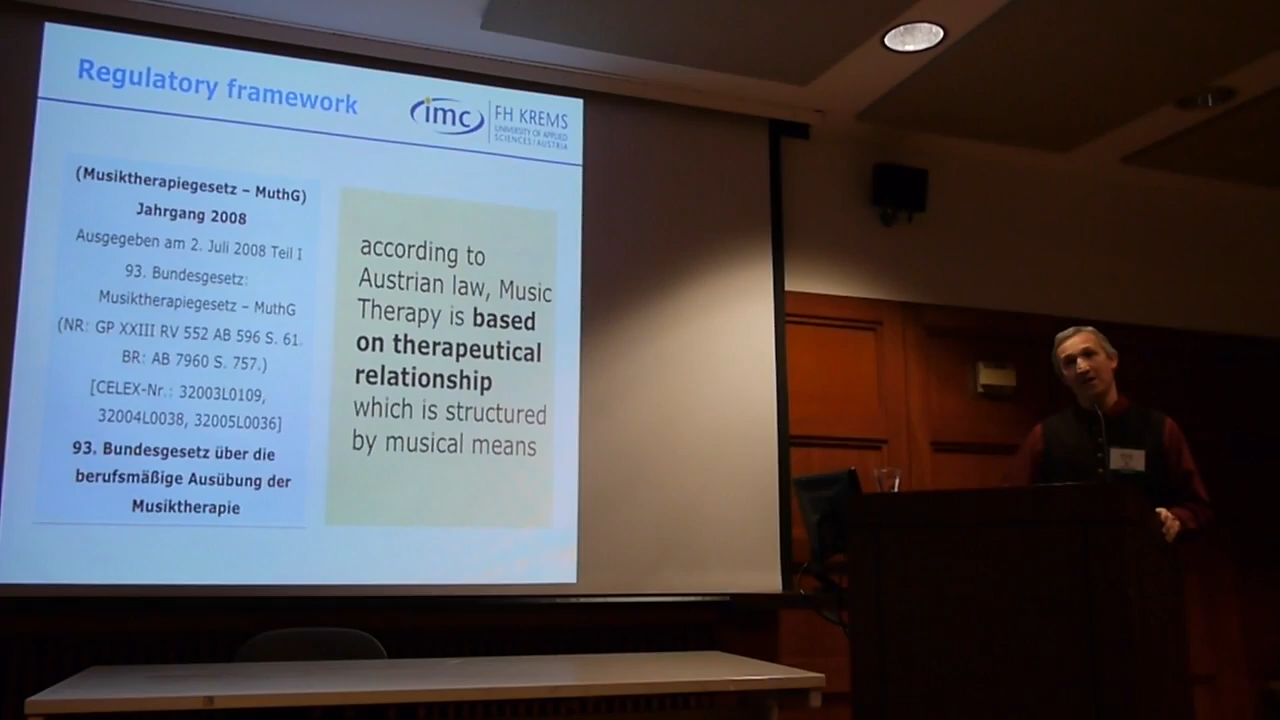 Regulatory framework
imc
FH KREMS
UNIVERSITY OF APPLIED
SCIENCES / AUSTRIA
(Musiktherapiegesetz – MuthG)
Jahrgang 2008
Ausgegeben am 2. Juli 2008 Teil I
93. Bundesgesetz:
Musiktherapiegesetz – MuthG
(NR: GP XXIII RV 552 AB 596 S. 61.
BR: AB 7960 S. 757.)
[CELEX-Nr.: 32003L0109,
32004L0038, 32005L0036]
93. Bundesgesetz über die
berufsmäßige Ausübung der
Musiktherapie
according to
Austrian law, Music
Therapy is based
on therapeutical
relationship
which is structured
by musical means